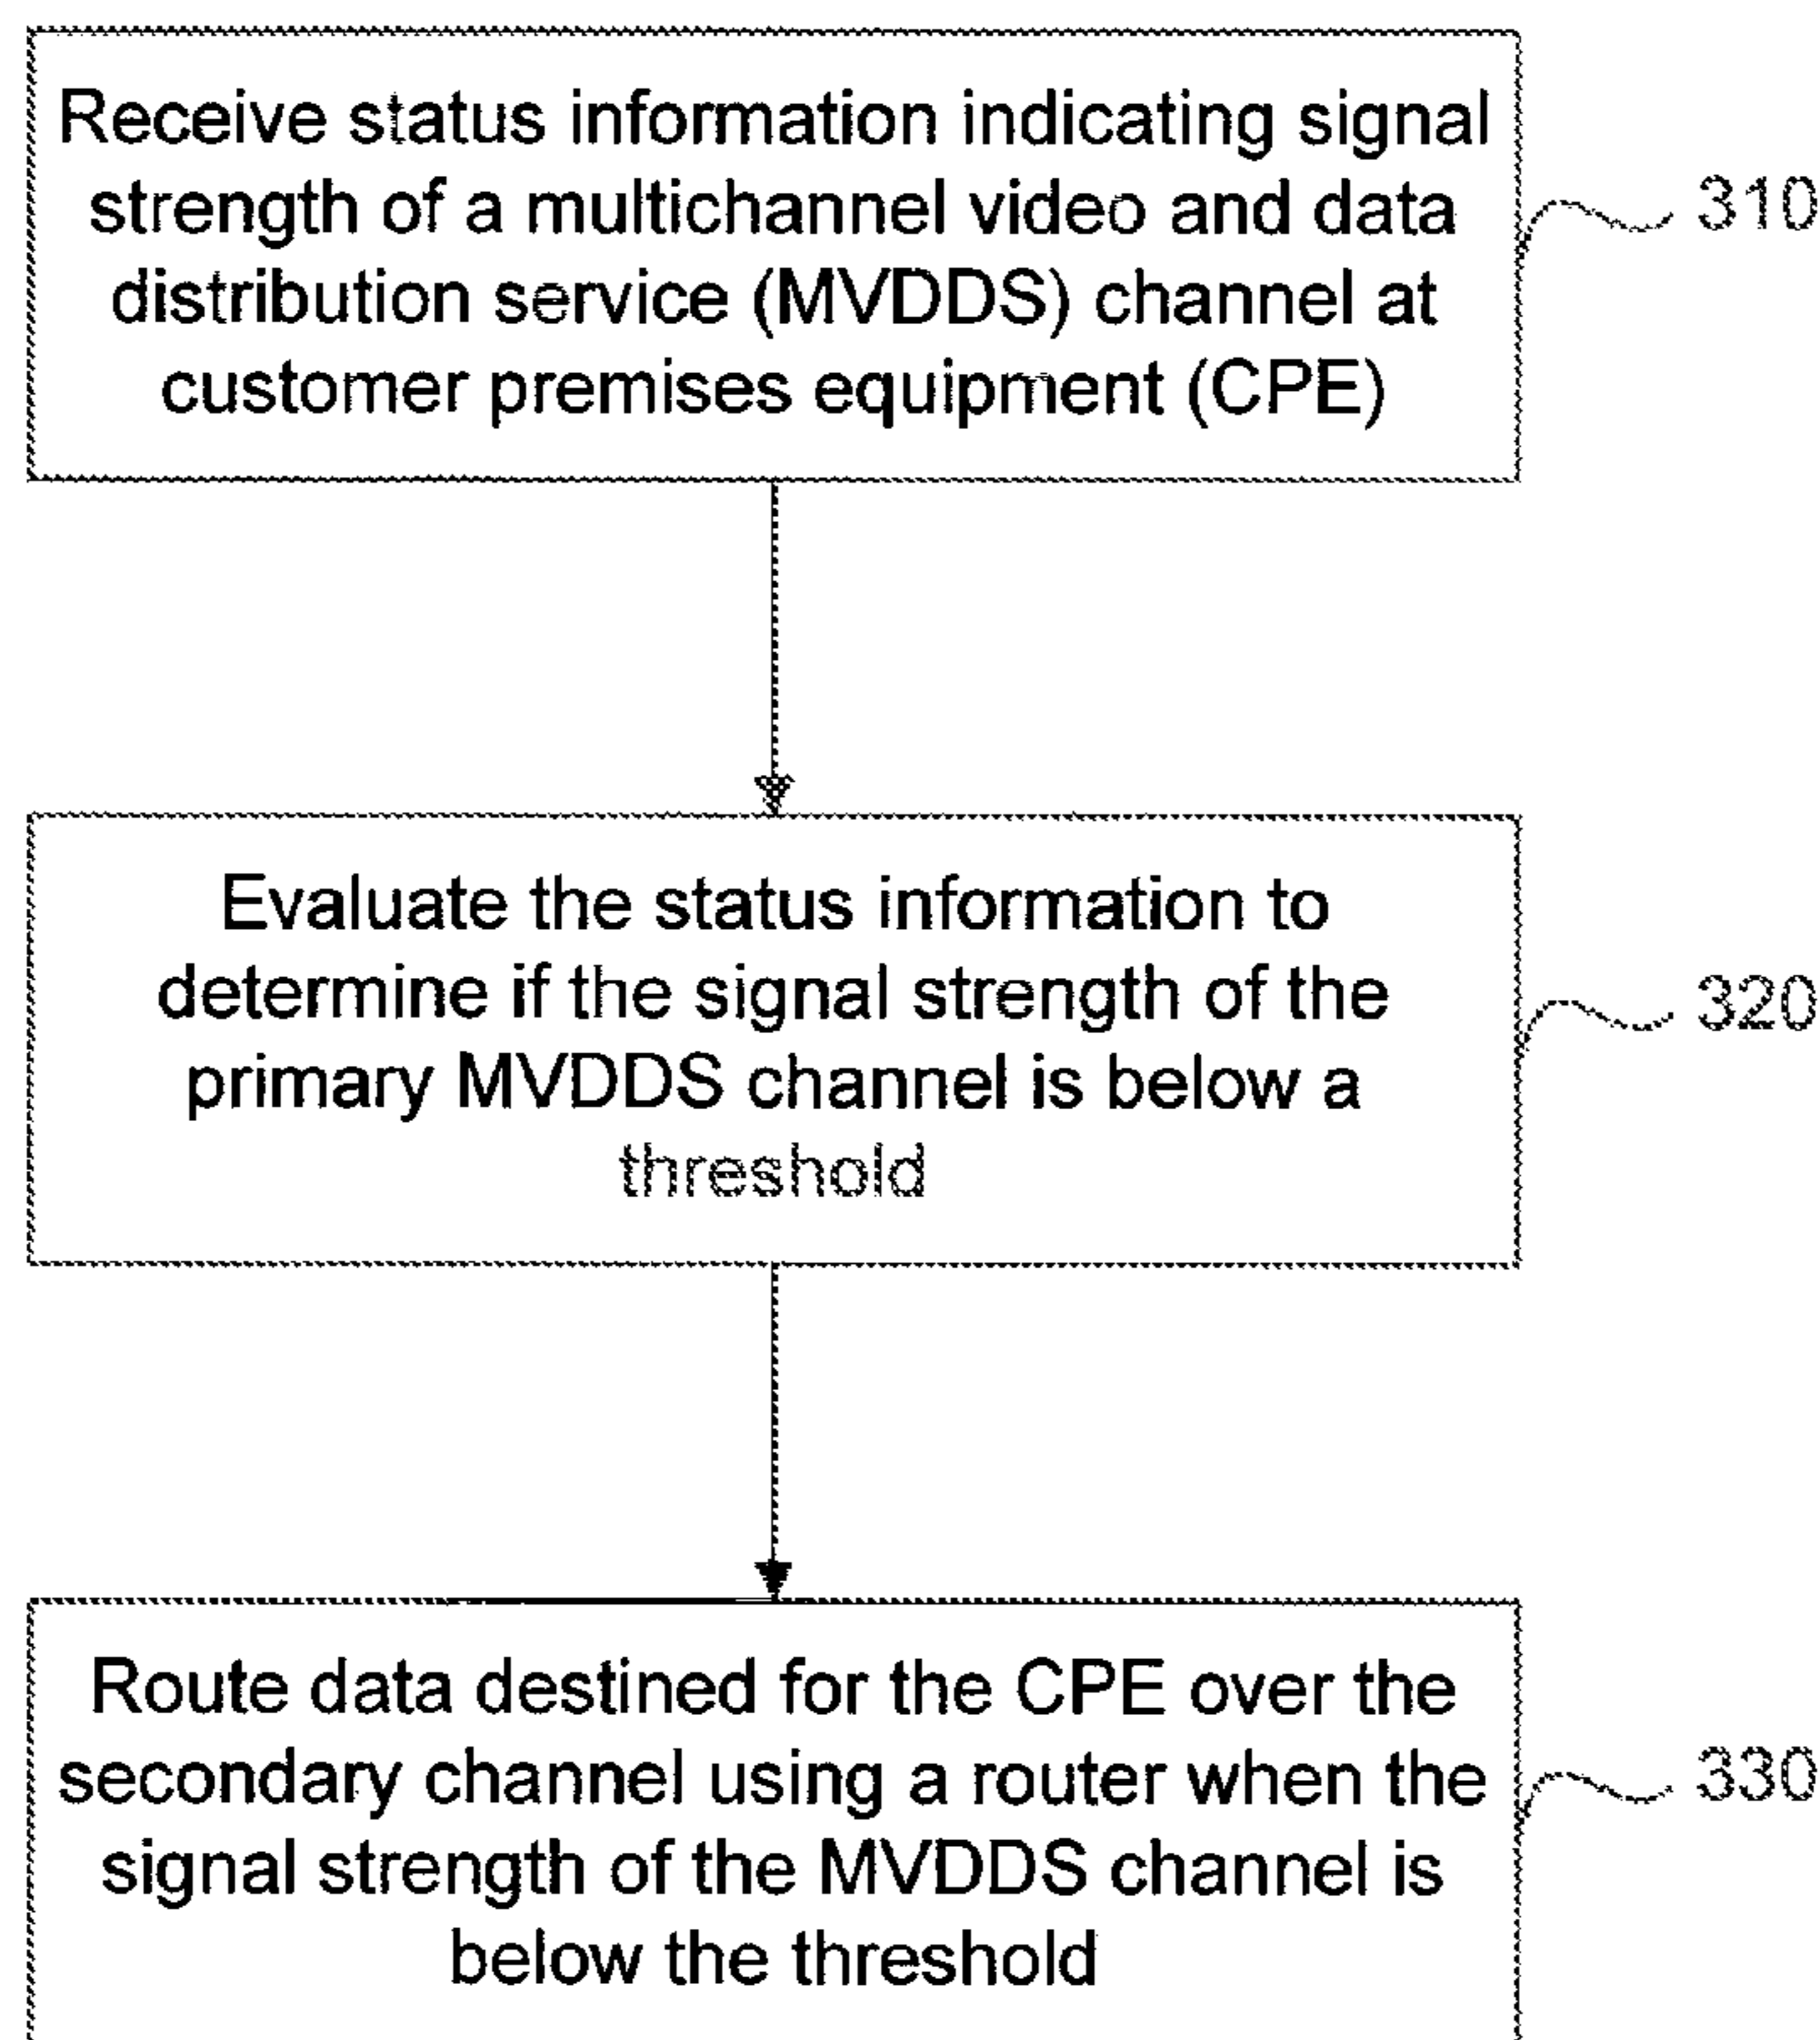 Receive status information indicating signal
strength of a multichannel video and data
distribution service (MVDDS) channel at
customer premises equipment (CPE)
310
Evaluate the status information to
determine if the signal strength of the
primary MVDDS channel is below a
threshold
320
Route data destined for the CPE over the
secondary channel using a router when the
signal strength of the MVDDS channel is
below the threshold
330